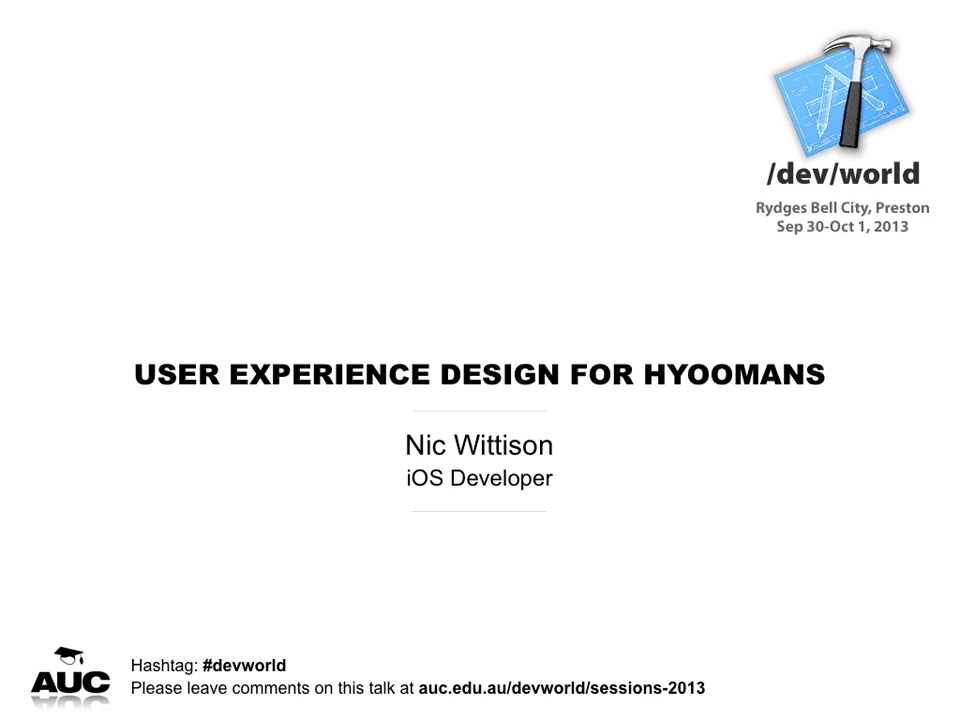 /dev/world
Rydges Bell City, Preston
Sep 30-Oct 1, 2013
USER EXPERIENCE DESIGN FOR HYOOMANS
Nic Wittison
iOS Developer
AUC
Hashtag: #devworld
Please leave comments on this talk at auc.edu.au/devworld/sessions-2013